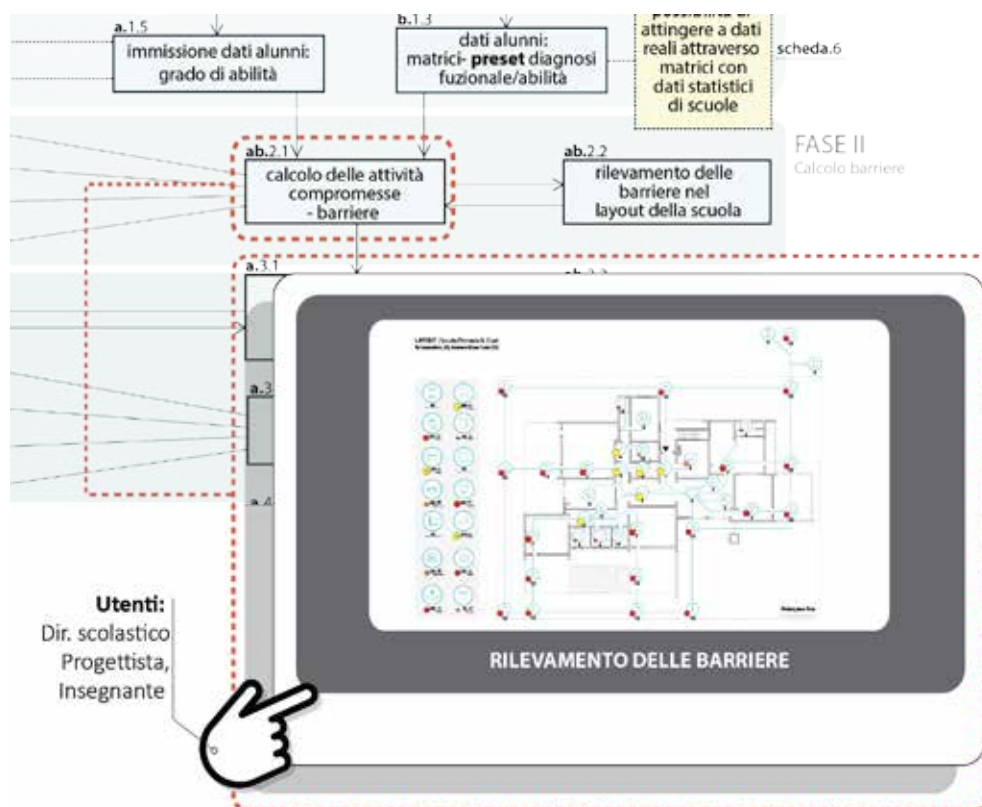 a.1.5
immissione dati alunni:
grado di abilità
b.1.3
dati alunni:
matrici- preset diagnosi
fuzionale/abilità
possibilità di
attingere a dati
reali attraverso
matrici con
dati statistici
di scuole
scheda.6
FASE II
Calcolo barriere
ab.2.1
calcolo delle attività
compromesse
- barriere
ab.2.2
rilevamento delle
barriere nel
layout della scuola
a.3.1
a.3
a.4
RILEVAMENTO DELLE BARRIERE
Utenti:
Dir. scolastico
Progettista,
Insegnante